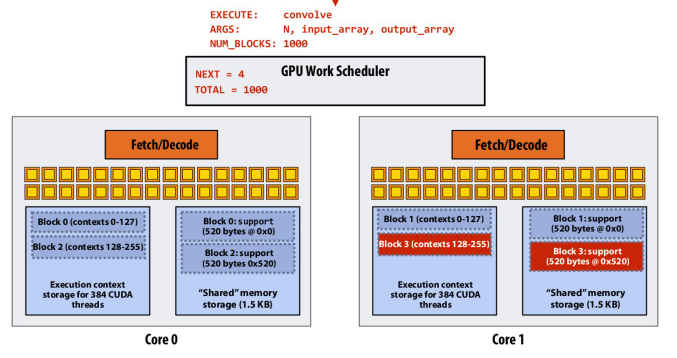 EXECUTE: convolve
ARGS: N, input_array, output_array
NUM_BLOCKS: 1000
GPU Work Scheduler
NEXT = 4
TOTAL = 1000
Fetch/Decode
Block 0 (contexts 0-127)
Block 2 (contexts 128-255)
Execution context
storage for 384 CUDA
threads
Block 0: support
(520 bytes @ 0x0)
Block 2: support
(520 bytes 0x520)
“Shared” memory
storage (1.5 KB)
Core 0
Fetch/Decode
Block 1 (contexts 0-127)
Block 3 (contexts 128-255)
Execution context
storage for 384 CUDA
threads
Block 1: support
(520 bytes @ 0x0)
Block 3: support
(520 bytes @ 0x520)
“Shared” memory
storage (1.5 KB)
Core 1